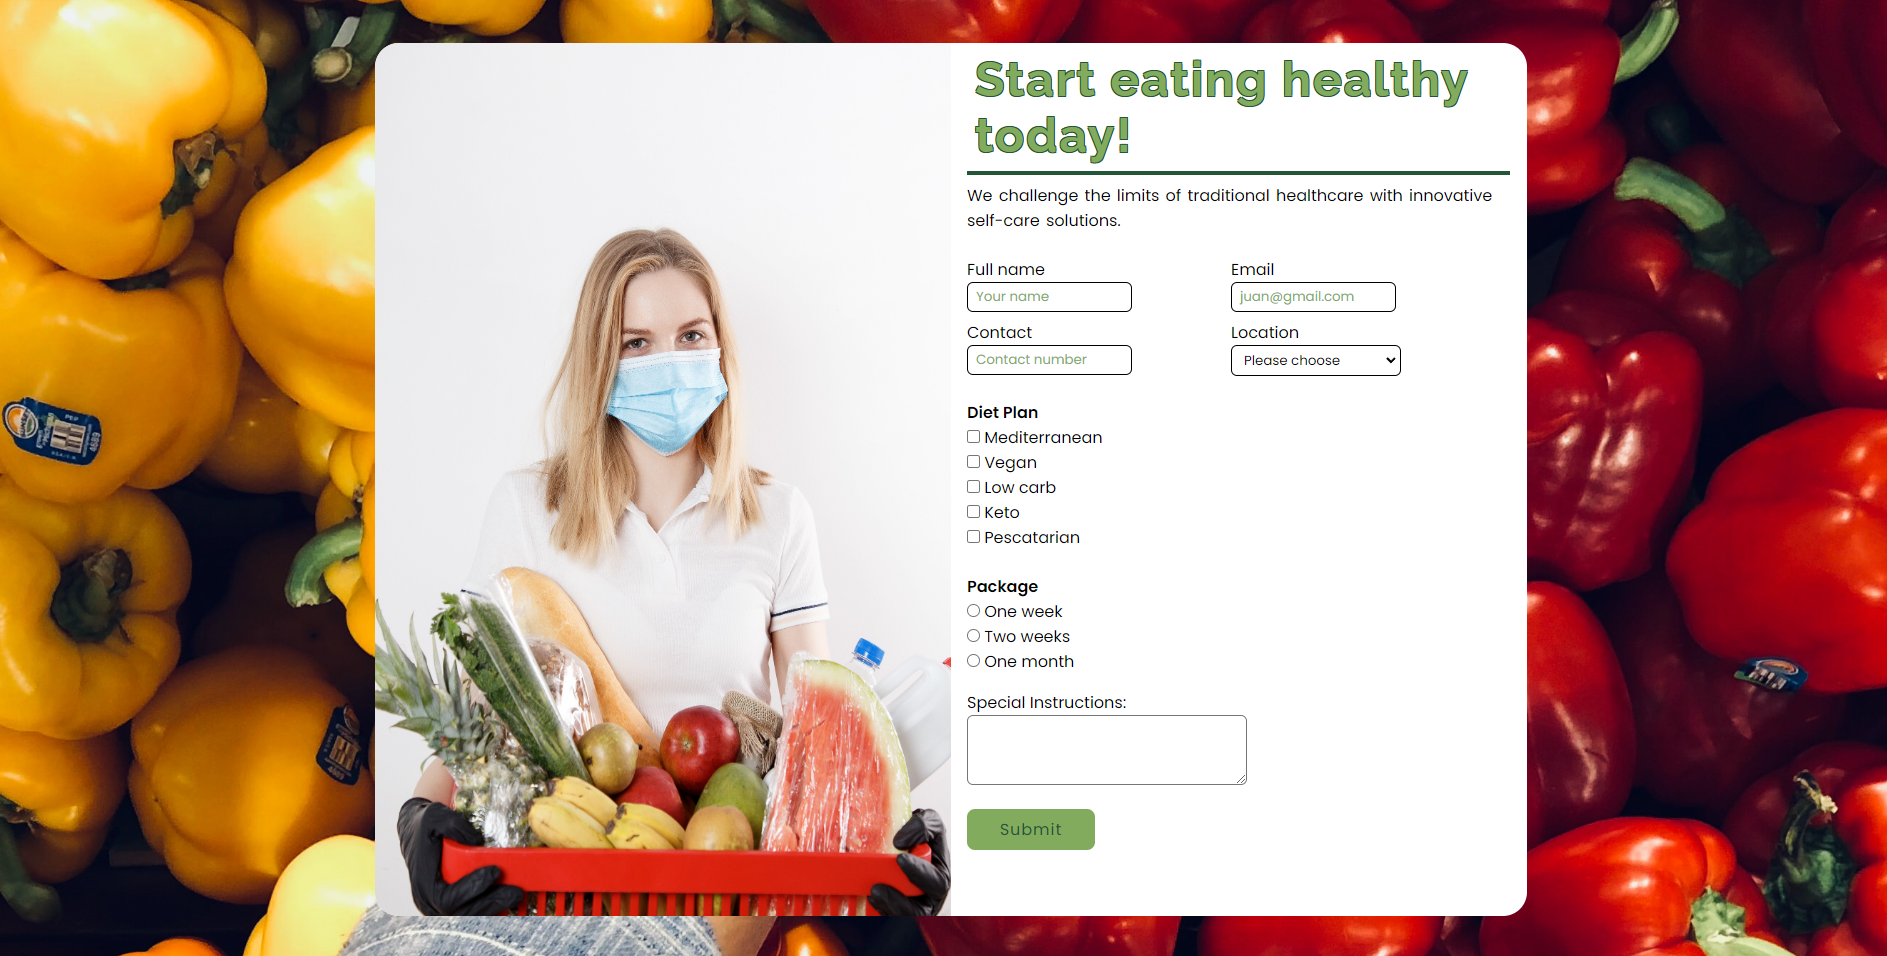 Start eating healthy
today!
We challenge the limits of traditional healthcare with innovative
self-care solutions.
Full name
Email
Your name
juan@gmail.com
Contact
Location
Contact number
Please choose
Diet Plan
Mediterranean
Vegan
Low carb
Keto
Pescatarian
Package
One week
Two weeks
One month
Special Instructions:
Submit
PEP
4689